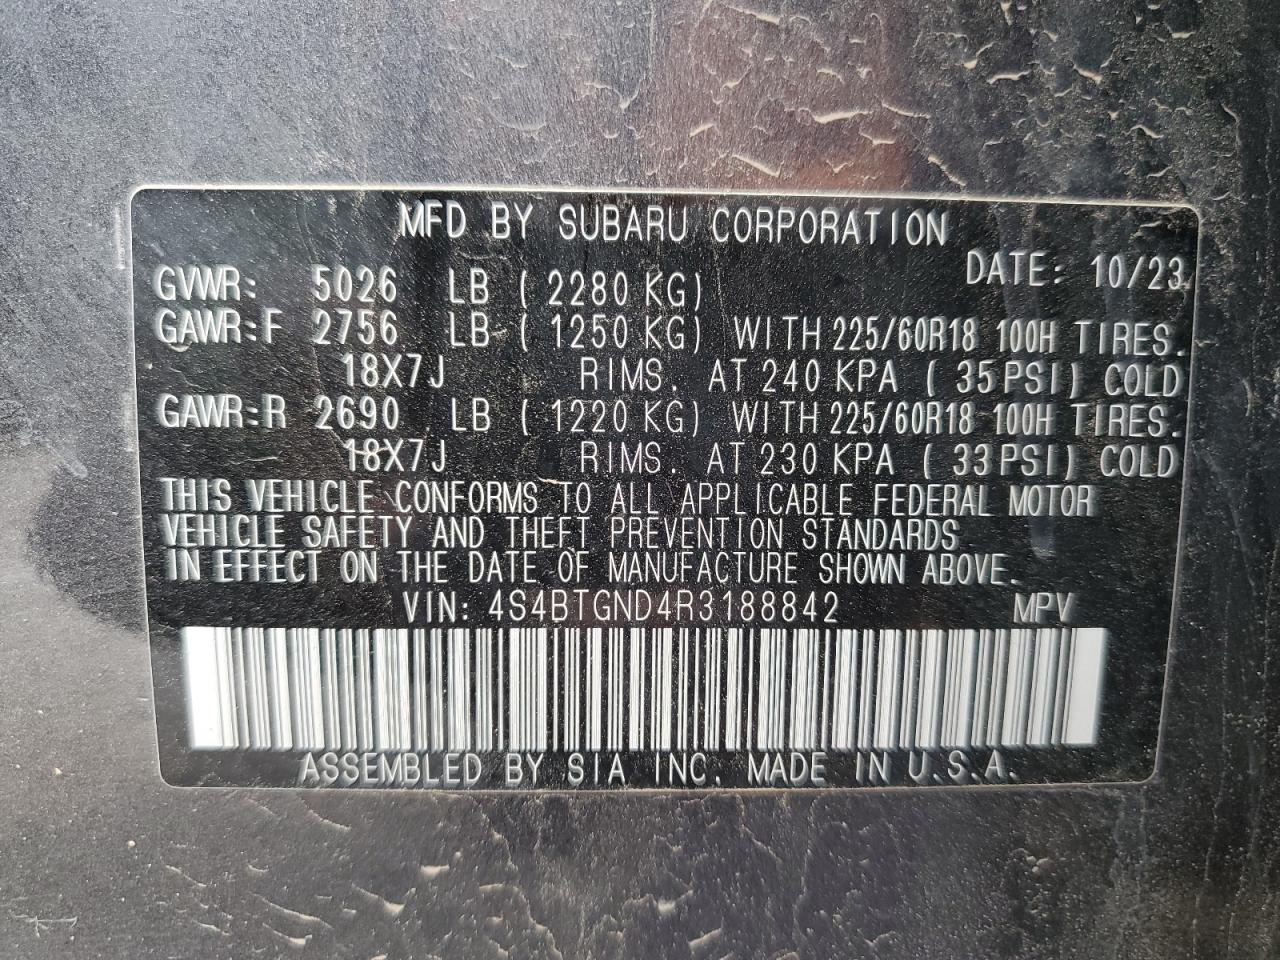 MFD BY SUBARU CORPORATION
DATE: 10/23
GVWR: 5026 LB ( 2280 KG)
GAWR:F 2756 LB ( 1250 KG) WITH 225/60R18 100H TIRES.
18X7J RIMS. AT 240 KPA ( 35 PSI) COLD
GAWR:R 2690 LB ( 1220 KG) WITH 225/60R18 100H TIRES.
18X7J RIMS. AT 230 KPA ( 33 PSI) COLD
THIS VEHICLE CONFORMS TO ALL APPLICABLE FEDERAL MOTOR
VEHICLE SAFETY AND THEFT PREVENTION STANDARDS
IN EFFECT ON THE DATE OF MANUFACTURE SHOWN ABOVE.
VIN: 4S4BTGND4R3188842 MPV
ASSEMBLED BY SIA INC. MADE IN U.S.A.